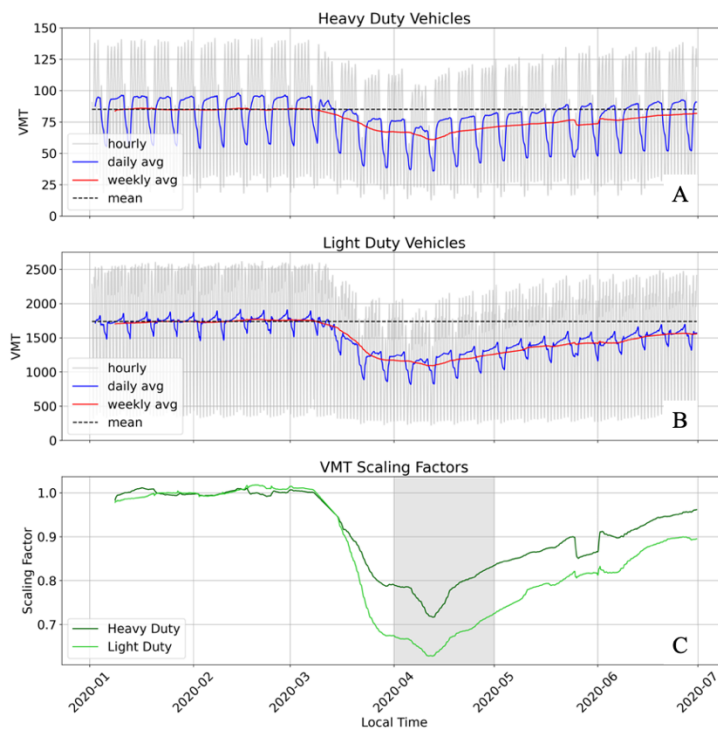 Heavy Duty Vehicles
150
125
100
75
50
25
0
VMT
hourly
daily avg
weekly avg
mean
A
Light Duty Vehicles
2500
2000
1500
1000
500
0
VMT
hourly
daily avg
weekly avg
mean
B
VMT Scaling Factors
1.0
0.9
0.8
0.7
Scaling Factor
Heavy Duty
Light Duty
C
2020-01
2020-02
2020-03
2020-04
2020-05
2020-06
2020-07
Local Time